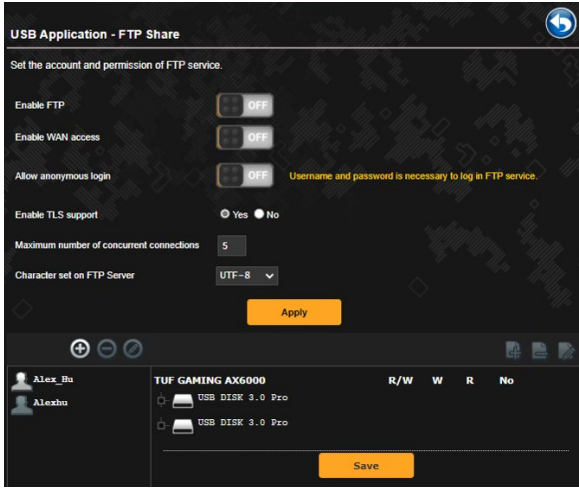 USB Application - FTP Share
Set the account and permission of FTP service.
Enable FTP OFF
Enable WAN access OFF
Allow anonymous login OFF Username and password is necessary to log in FTP service.
Enable TLS support Yes No
Maximum number of concurrent connections 5
Character set on FTP Server UTF-8
Apply
Alex_Hu
Alexhu
TUF GAMING AX6000 R/W W R No
USB DISK 3.0 Pro
USB DISK 3.0 Pro
Save